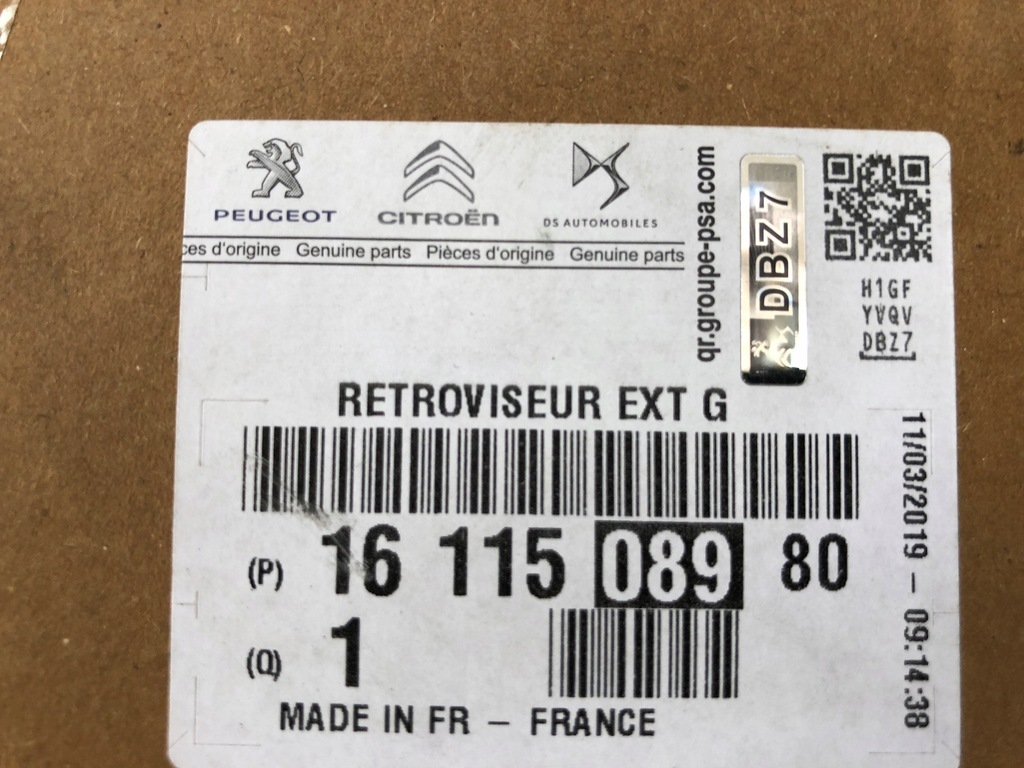 PEUGEOT
CITROËN
DS AUTOMOBILES
ces d'origine Genuine parts Pièces d'origine Genuine parts
qr.groupe-psa.com
DBZ7
H1GF
YVQV
DBZ7
RETROVISEUR EXT G
(P) 16 115 089 80
(Q) 1
MADE IN FR – FRANCE
11/03/2019 – 09:14:38